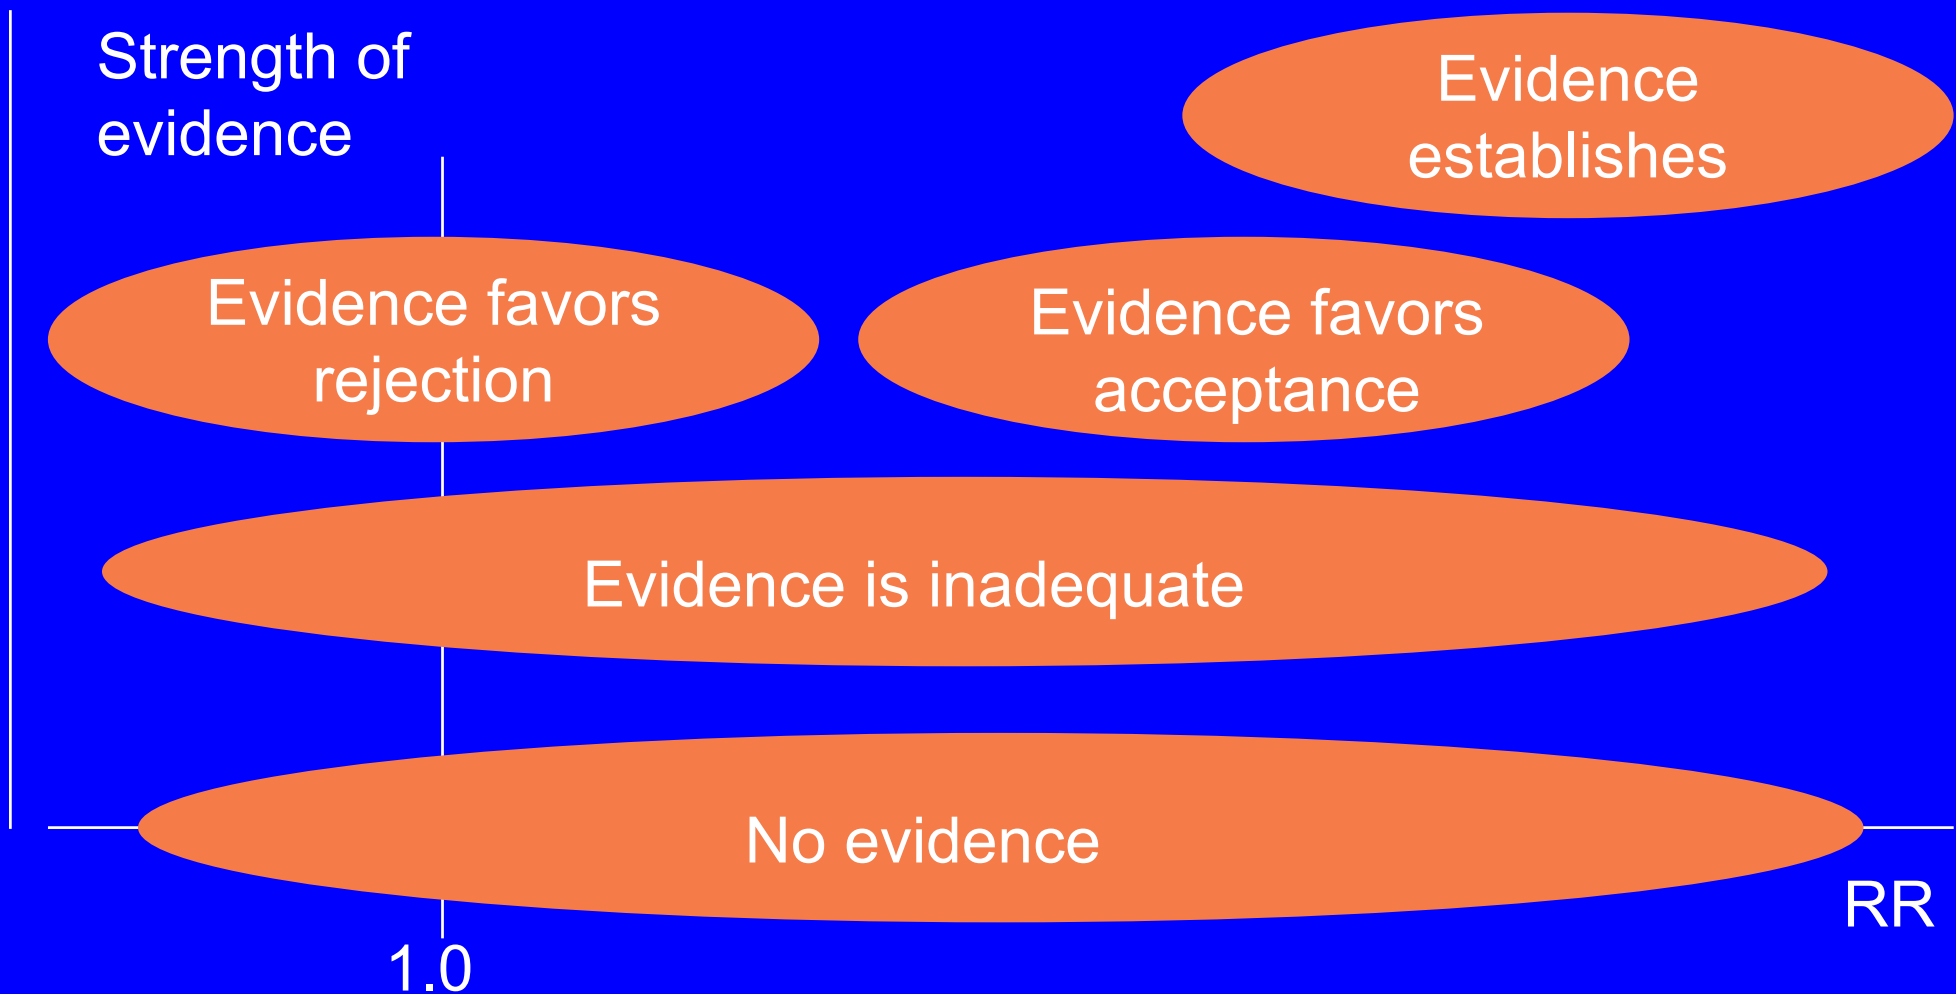 Strength of
evidence
Evidence
establishes
Evidence favors
rejection
Evidence favors
acceptance
Evidence is inadequate
No evidence
RR
1.0